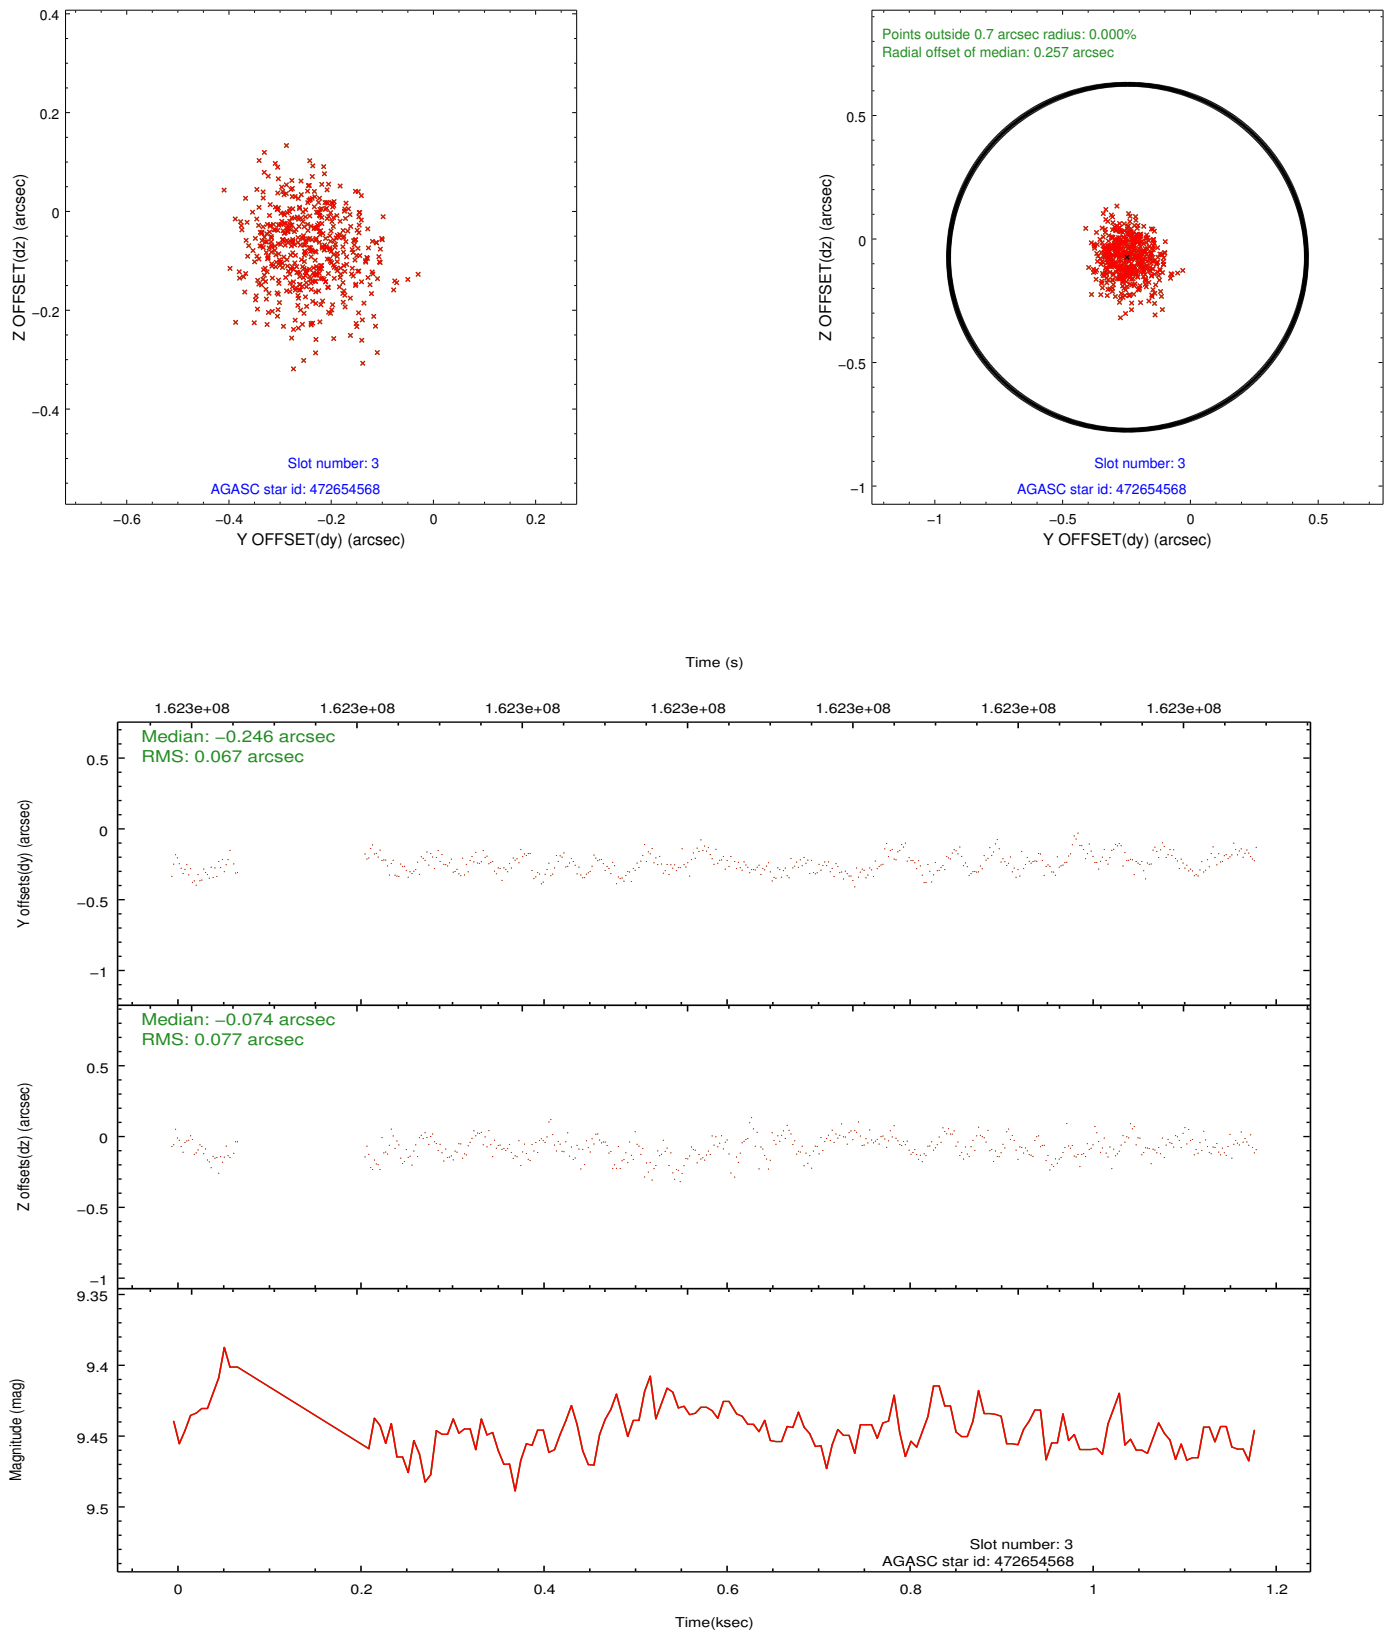 0.4
0.2
0
−0.2
−0.4
Z OFFSET(dz) (arcsec)
Slot number: 3
AGASC star id: 472654568
−0.6 −0.4 −0.2 0 0.2
Y OFFSET(dy) (arcsec)
Points outside 0.7 arcsec radius: 0.000%
Radial offset of median: 0.257 arcsec
0.5
0
−0.5
−1
Z OFFSET(dz) (arcsec)
Slot number: 3
AGASC star id: 472654568
−1 −0.5 0 0.5
Y OFFSET(dy) (arcsec)
Time (s)
1.623e+08 1.623e+08 1.623e+08 1.623e+08 1.623e+08 1.623e+08 1.623e+08
Median: −0.246 arcsec
RMS: 0.067 arcsec
0.5
0
−0.5
−1
Y offsets(dy) (arcsec)
Median: −0.074 arcsec
RMS: 0.077 arcsec
0.5
0
−0.5
−1
Z offsets(dz) (arcsec)
9.35
9.4
9.45
9.5
Magnitude (mag)
Slot number: 3
AGASC star id: 472654568
0 0.2 0.4 0.6 0.8 1 1.2
Time(ksec)